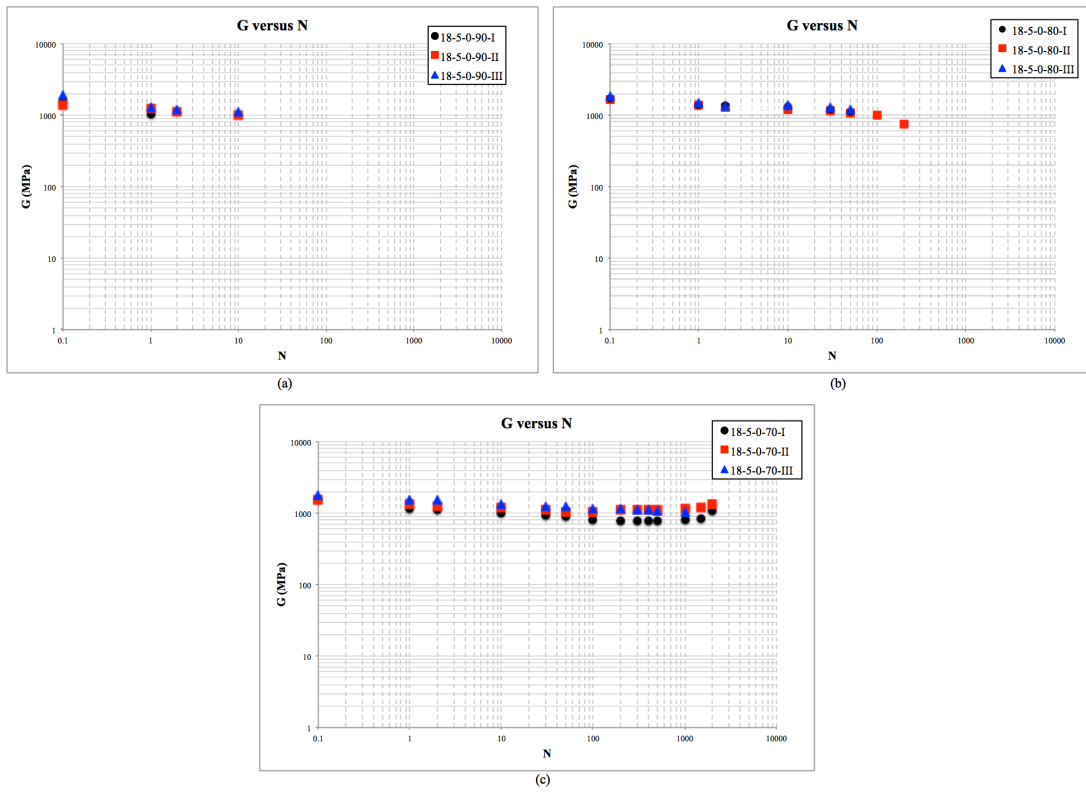 G versus N
18-5-0-90-I
18-5-0-90-II
18-5-0-90-III
10000
1000
100
10
1
G (MPa)
0.1 1 10 100 1000 10000
N
(a)
G versus N
18-5-0-80-I
18-5-0-80-II
18-5-0-80-III
10000
1000
100
10
1
G (MPa)
0.1 1 10 100 1000 10000
N
(b)
G versus N
18-5-0-70-I
18-5-0-70-II
18-5-0-70-III
10000
1000
100
10
1
G (MPa)
0.1 1 10 100 1000 10000
N
(c)